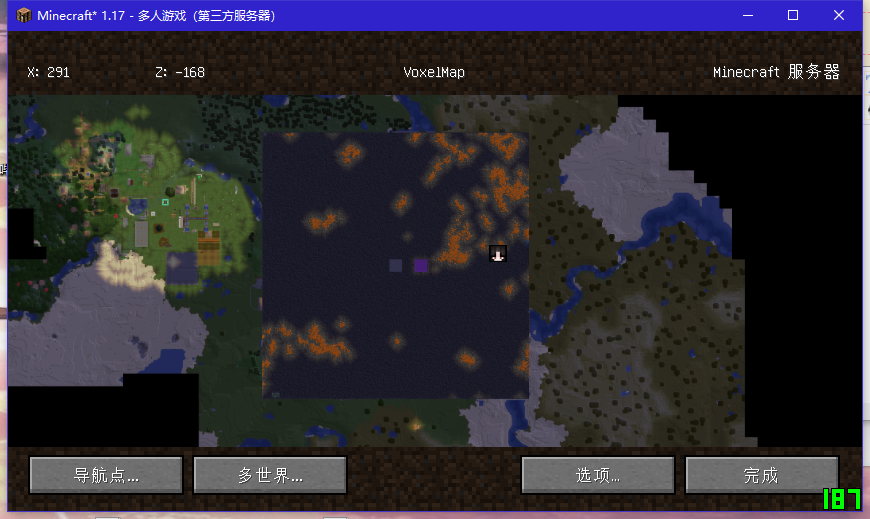 Minecraft* 1.17 - 多人游戏（第三方服务器）
X: 291
Z: -168
VoxelMap
Minecraft 服务器
导航点...
多世界...
选项...
完成
187